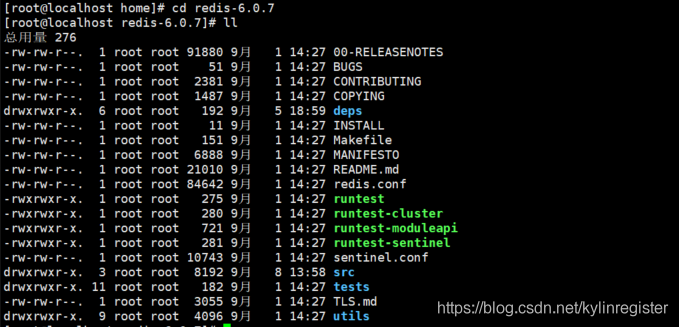 [root@localhost home]# cd redis-6.0.7
[root@localhost redis-6.0.7]# ll
总用量 276
-rw-rw-r--.  1 root root 91880 9月   1 14:27 00-RELEASENOTES
-rw-rw-r--.  1 root root    51 9月   1 14:27 BUGS
-rw-rw-r--.  1 root root  2381 9月   1 14:27 CONTRIBUTING
-rw-rw-r--.  1 root root  1487 9月   1 14:27 COPYING
drwxrwxr-x.  6 root root   192 9月   5 18:59 deps
-rw-rw-r--.  1 root root    11 9月   1 14:27 INSTALL
-rw-rw-r--.  1 root root   151 9月   1 14:27 Makefile
-rw-rw-r--.  1 root root  6888 9月   1 14:27 MANIFESTO
-rw-rw-r--.  1 root root 21010 9月   1 14:27 README.md
-rw-rw-r--.  1 root root 84642 9月   1 14:27 redis.conf
-rwxrwxr-x.  1 root root   275 9月   1 14:27 runtest
-rwxrwxr-x.  1 root root   280 9月   1 14:27 runtest-cluster
-rwxrwxr-x.  1 root root   721 9月   1 14:27 runtest-moduleapi
-rwxrwxr-x.  1 root root   281 9月   1 14:27 runtest-sentinel
-rw-rw-r--.  1 root root 10743 9月   1 14:27 sentinel.conf
drwxrwxr-x.  3 root root  8192 9月   8 13:58 src
drwxrwxr-x. 11 root root   182 9月   1 14:27 tests
-rw-rw-r--.  1 root root  3055 9月   1 14:27 TLS.md
drwxrwxr-x.  9 root root  4096 9月   1 14:27 utils
https://blog.csdn.net/kylinregister